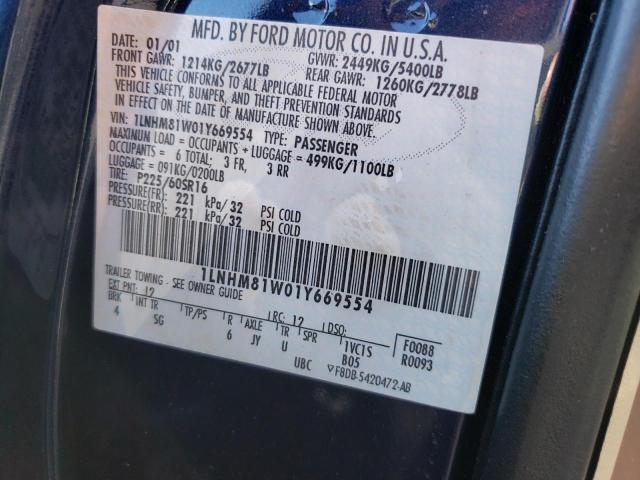 MFD. BY FORD MOTOR CO. IN U.S.A.
DATE: 01/01 GVWR: 2449KG/5400LB
FRONT GAWR: 1214KG/2677LB REAR GAWR: 1260KG/2778LB
THIS VEHICLE CONFORMS TO ALL APPLICABLE FEDERAL MOTOR
VEHICLE SAFETY, BUMPER, AND THEFT PREVENTION STANDARDS
IN EFFECT ON THE DATE OF MANUFACTURE SHOWN ABOVE.
VIN: 1LNHM81W01Y669554 TYPE: PASSENGER
MAXIMUM LOAD = OCCUPANTS + LUGGAGE = 499KG/1100LB
OCCUPANTS = 6 TOTAL: 3 FR, 3 RR
LUGGAGE = 091KG/0200LB
TIRE: P225/60SR16
PRESSURE(FR) 221 kPa/32 PSI COLD
PRESSURE(RR) 221 kPa/32 PSI COLD
1LNHM81W01Y669554
TRAILER TOWING - SEE OWNER GUIDE
EXT PNT: 12 RC: 12 DSO: F0088
BRK INT TR TP/PS R AXLE TR SPR R0093
4 SG 6 JY U 1VC1S
B05
UBC ▽F8DB-5420472-AB